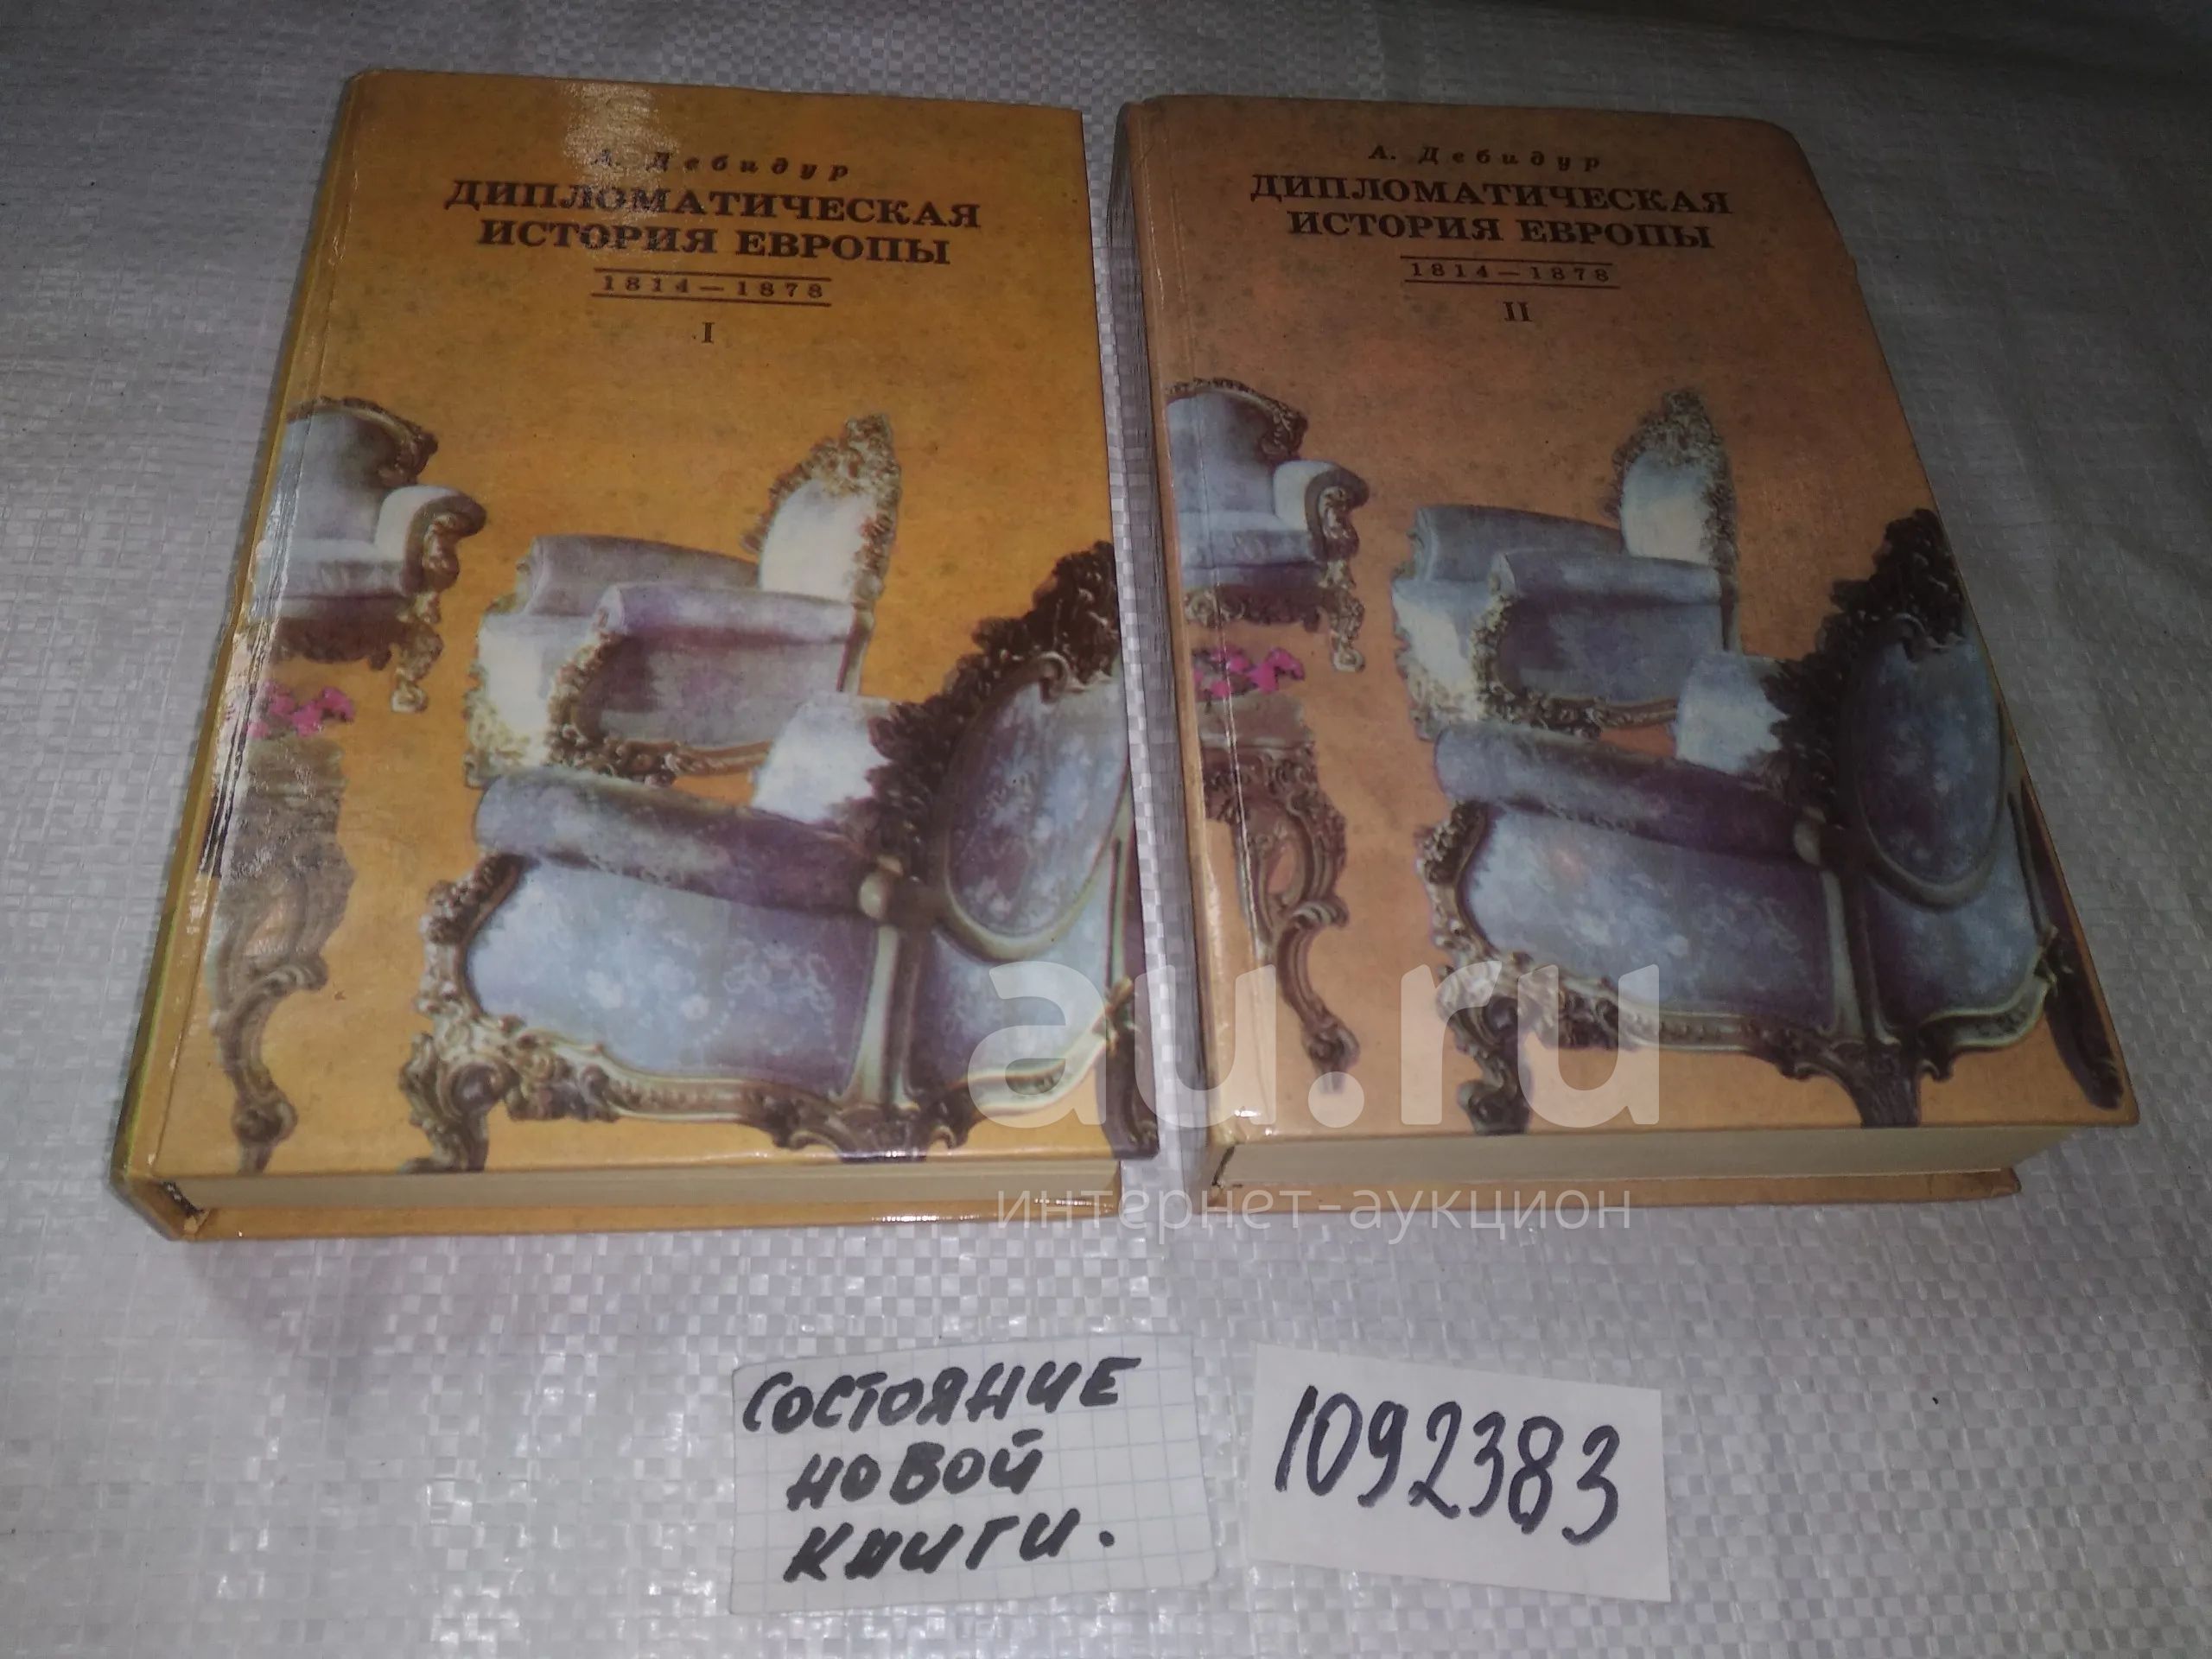 А. Дебидур
ДИПЛОМАТИЧЕСКАЯ
ИСТОРИЯ ЕВРОПЫ
1814—1878
I
А. Дебидур
ДИПЛОМАТИЧЕСКАЯ
ИСТОРИЯ ЕВРОПЫ
1814—1878
II
au.ru
интернет-аукцион
СОСТОЯНИЕ
НОВОЙ
КНИГИ.
1092383